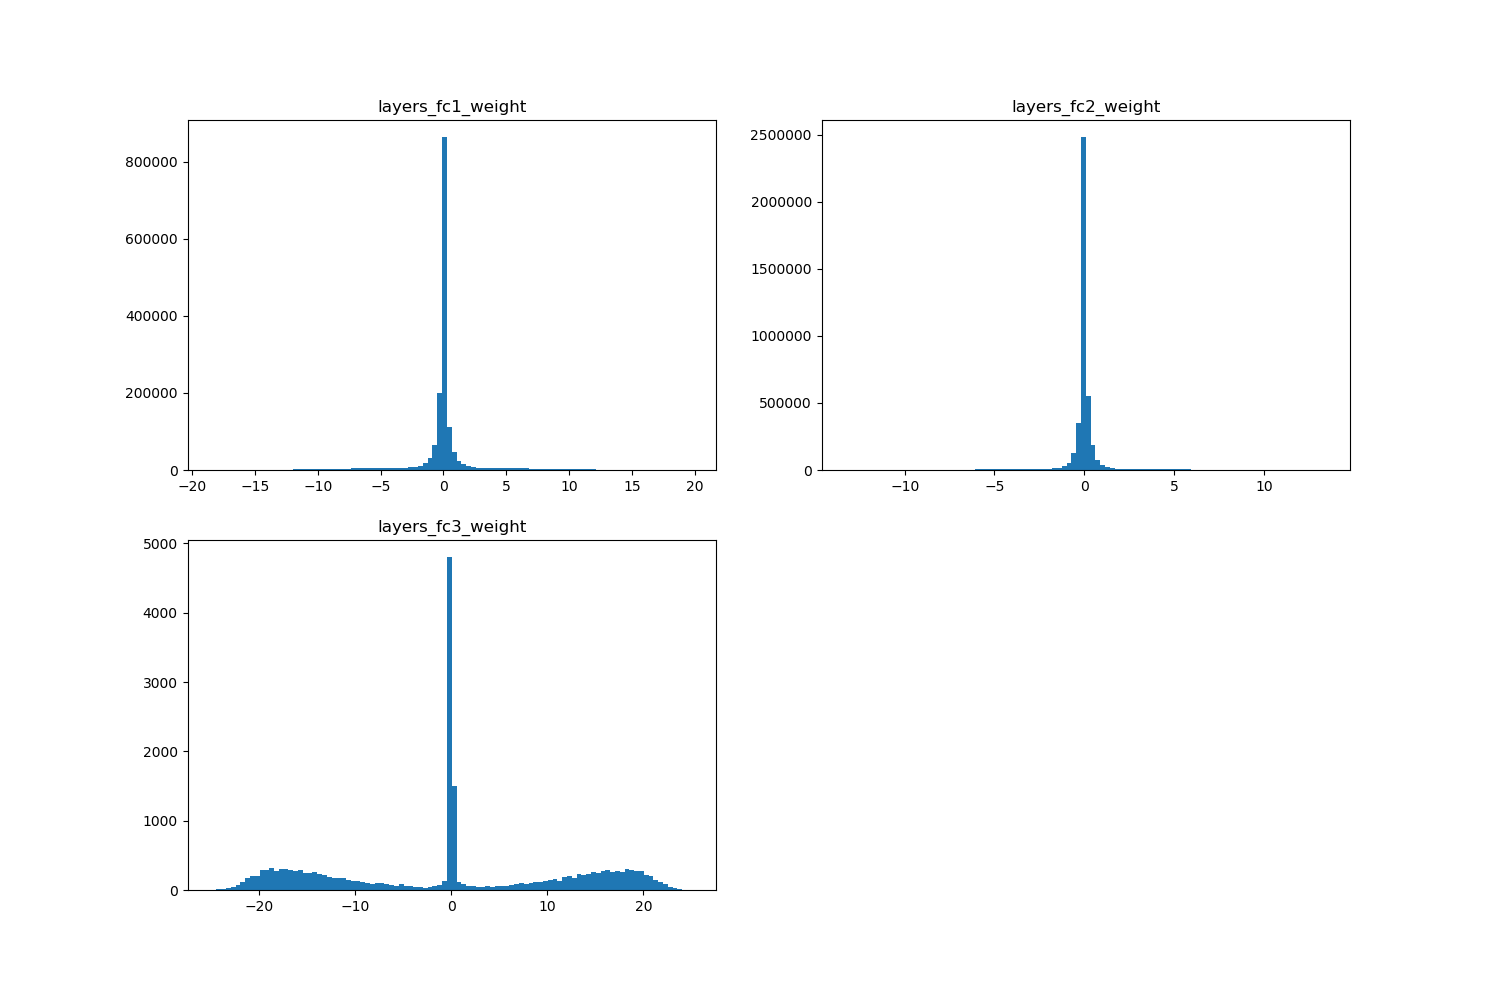 layers_fc1_weight
800000
600000
400000
200000
0
−20 −15 −10 −5 0 5 10 15 20
layers_fc2_weight
2500000
2000000
1500000
1000000
500000
0
−10 −5 0 5 10
layers_fc3_weight
5000
4000
3000
2000
1000
0
−20 −10 0 10 20